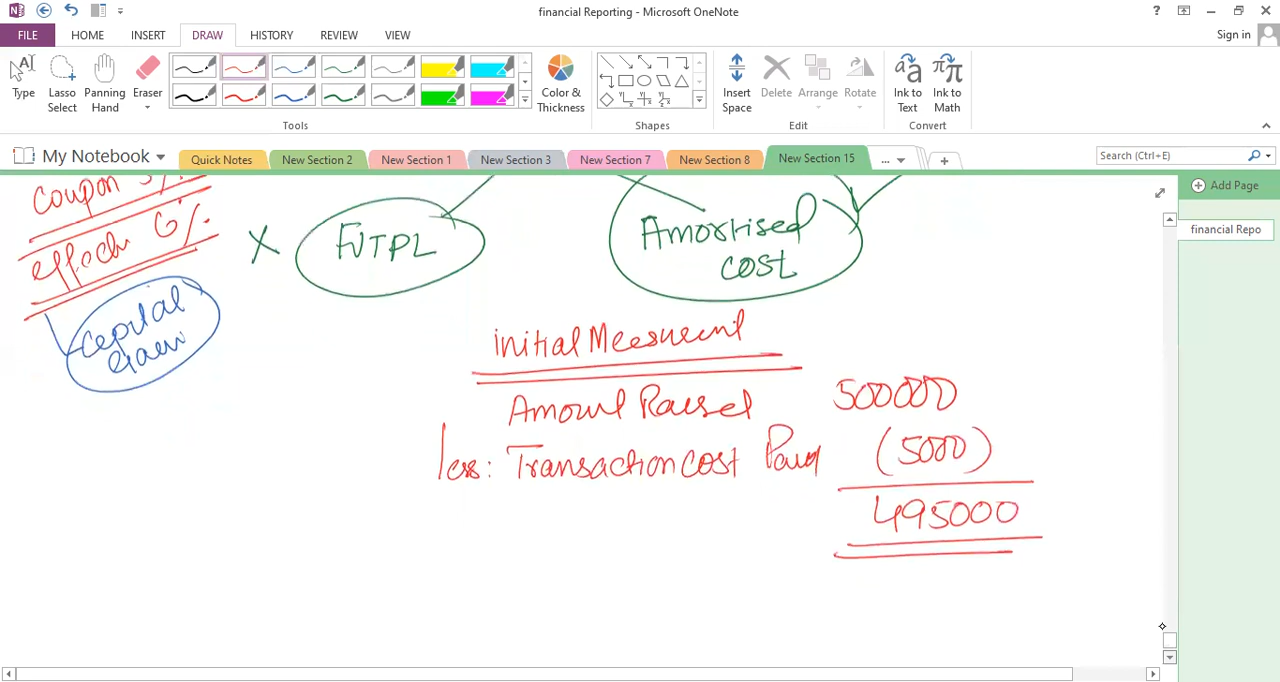 financial Reporting - Microsoft OneNote
Sign in
FILE HOME INSERT DRAW HISTORY REVIEW VIEW
Type
Lasso Select
Panning Hand
Eraser
Color & Thickness
Insert Space
Delete
Arrange
Rotate
Ink to Text
Ink to Math
Tools
Shapes
Edit
Convert
My Notebook
Quick Notes
New Section 2
New Section 1
New Section 3
New Section 7
New Section 8
New Section 15
...
Search (Ctrl+E)
Add Page
financial Repo
Coupon 5%
effective 6%
X FVTPL
Amortised
cost
Capital
Gain
initial Measurement
Amount Raised 500000
less: Transaction cost Paid (5000)
495000